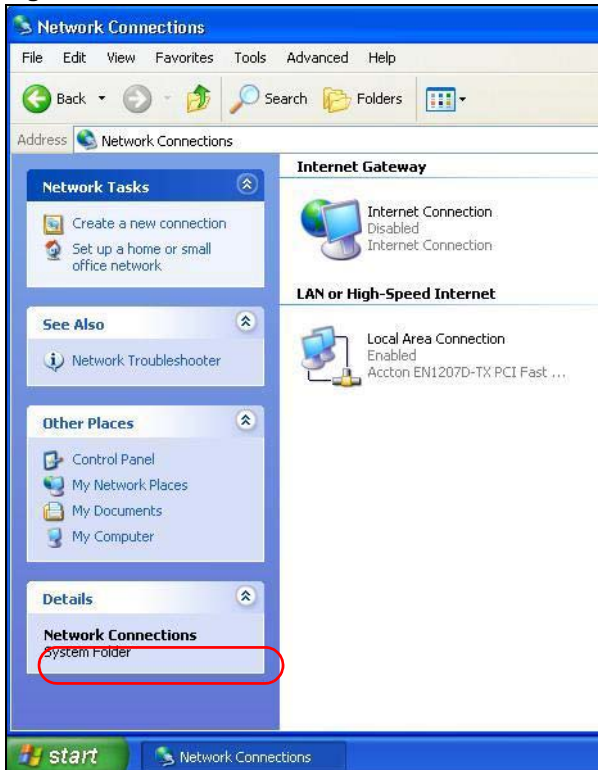 Network Connections
File Edit View Favorites Tools Advanced Help
Back Search Folders
Address Network Connections
Network Tasks
Create a new connection
Set up a home or small
office network
See Also
Network Troubleshooter
Other Places
Control Panel
My Network Places
My Documents
My Computer
Details
Network Connections
System Folder
Internet Gateway
Internet Connection
Disabled
Internet Connection
LAN or High-Speed Internet
Local Area Connection
Enabled
Accton EN1207D-TX PCI Fast ...
start Network Connections